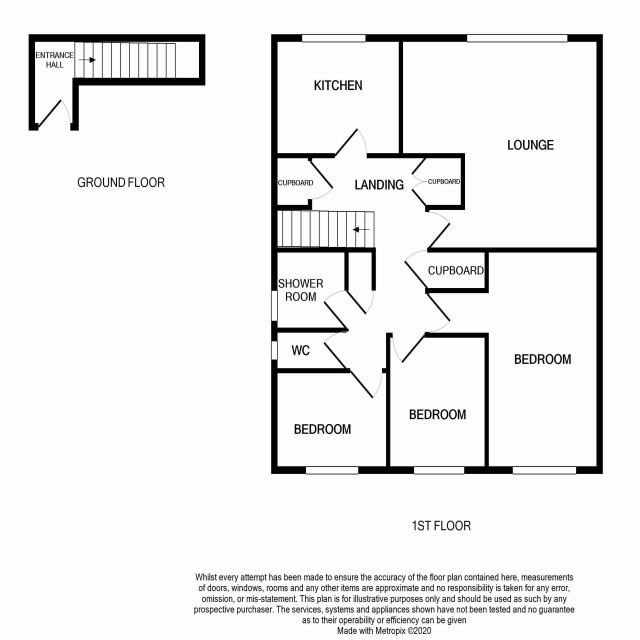 ENTRANCE
HALL
GROUND FLOOR
KITCHEN
LOUNGE
CUPBOARD
LANDING
CUPBOARD
CUPBOARD
SHOWER
ROOM
WC
BEDROOM
BEDROOM
BEDROOM
1ST FLOOR
Whilst every attempt has been made to ensure the accuracy of the floor plan contained here, measurements
of doors, windows, rooms and any other items are approximate and no responsibility is taken for any error,
omission, or mis-statement. This plan is for illustrative purposes only and should be used as such by any
prospective purchaser. The services, systems and appliances shown have not been tested and no guarantee
as to their operability or efficiency can be given
Made with Metropix ©2020